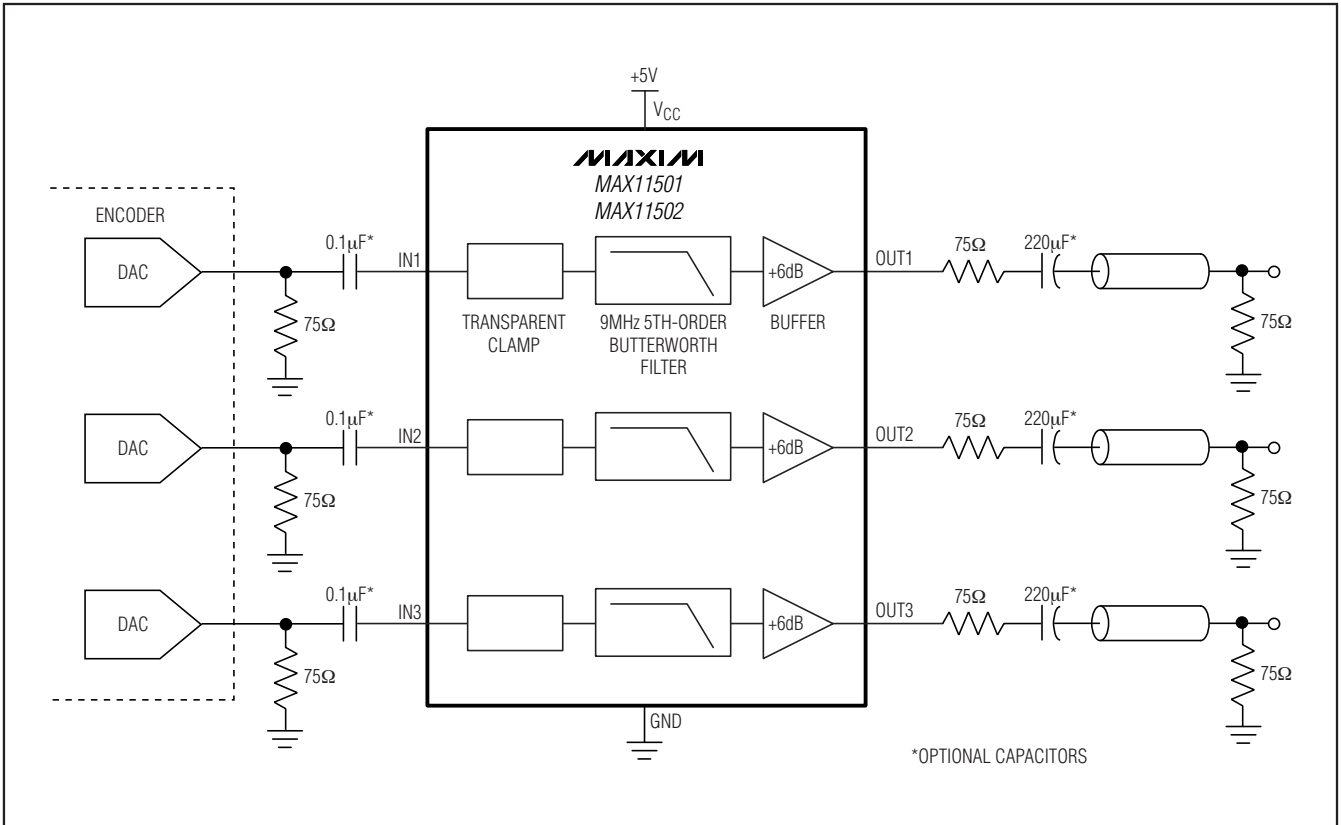 +5V
VCC
MAXIM
MAX11501
MAX11502
ENCODER
DAC
0.1μF*
IN1
75Ω
TRANSPARENT
CLAMP
9MHz 5TH-ORDER
BUTTERWORTH
FILTER
+6dB
BUFFER
OUT1
75Ω
220μF*
75Ω
DAC
0.1μF*
IN2
75Ω
+6dB
OUT2
75Ω
220μF*
75Ω
DAC
0.1μF*
IN3
75Ω
+6dB
OUT3
75Ω
220μF*
75Ω
GND
*OPTIONAL CAPACITORS